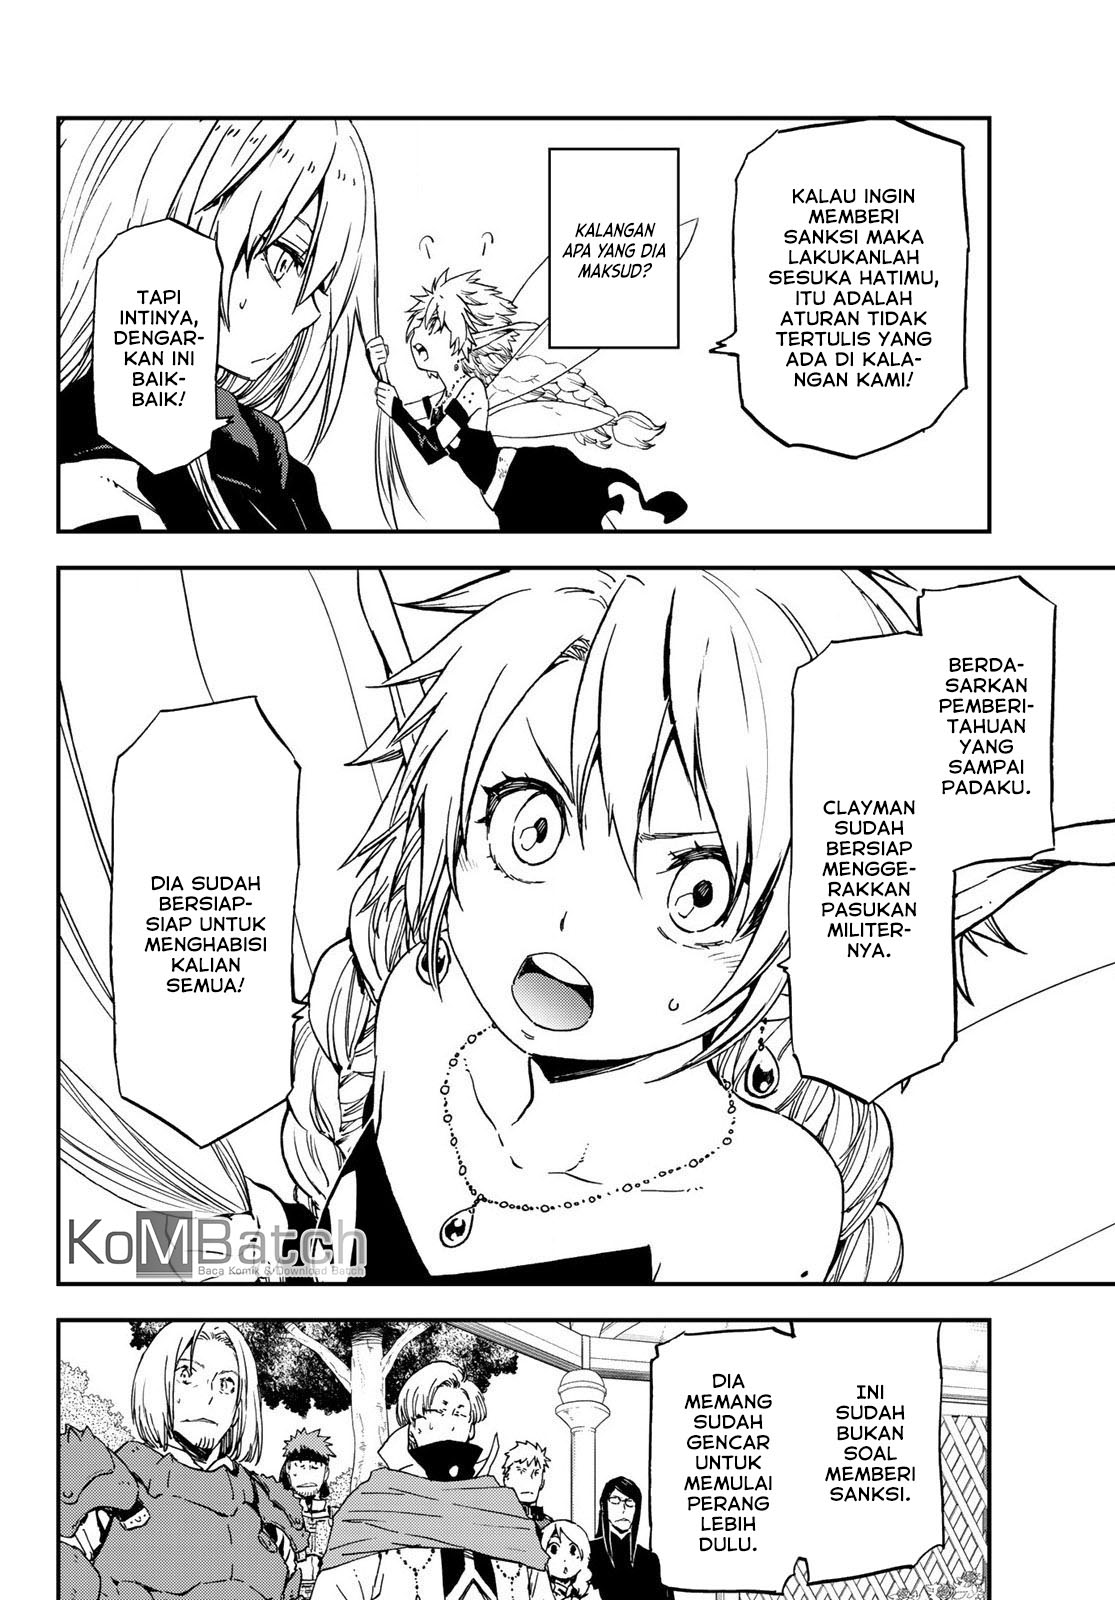 KALAU INGIN
MEMBERI
SANKSI MAKA
LAKUKANLAH
SESUKA HATIMU,
ITU ADALAH
ATURAN TIDAK
TERTULIS YANG
ADA DI KALA-
NGAN KAMI!
KALANGAN
APA YANG DIA
MAKSUD?
TAPI
INTINYA,
DENGAR-
KAN INI
BAIK-
BAIK!
BERDA-
SARKAN
PEMBERI-
TAHUAN
YANG
SAMPAI
PADAKU.
CLAYMAN
SUDAH
BERSIAP
MENGGE-
RAKKAN
PASUKAN
MILITER-
NYA.
DIA SUDAH
BERSIAP-
SIAP UNTUK
MENGHABISI
KALIAN
SEMUA!
KoMBatch
Baca Komik & Download Batch
INI
SUDAH
BUKAN
SOAL
MEMBERI
SANKSI.
DIA
MEMANG
SUDAH
GENCAR
UNTUK
MEMULAI
PERANG
LEBIH
DULU.